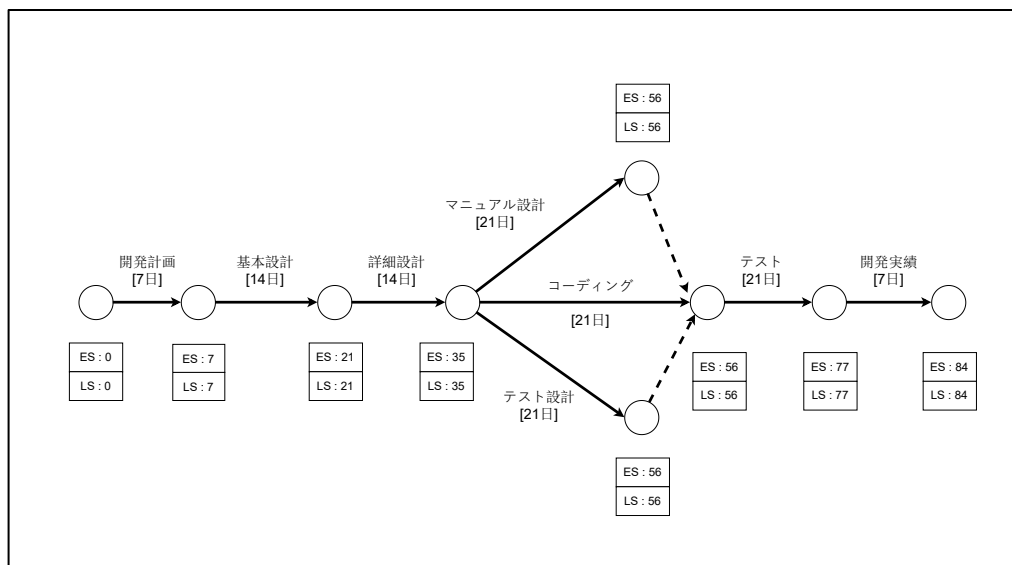 ES : 56
LS : 56
マニュアル設計
[21日]
開発計画
[7日]
基本設計
[14日]
詳細設計
[14日]
コーディング
[21日]
テスト
[21日]
開発実績
[7日]
ES : 0
LS : 0
ES : 7
LS : 7
ES : 21
LS : 21
ES : 35
LS : 35
テスト設計
[21日]
ES : 56
LS : 56
ES : 77
LS : 77
ES : 84
LS : 84
ES : 56
LS : 56